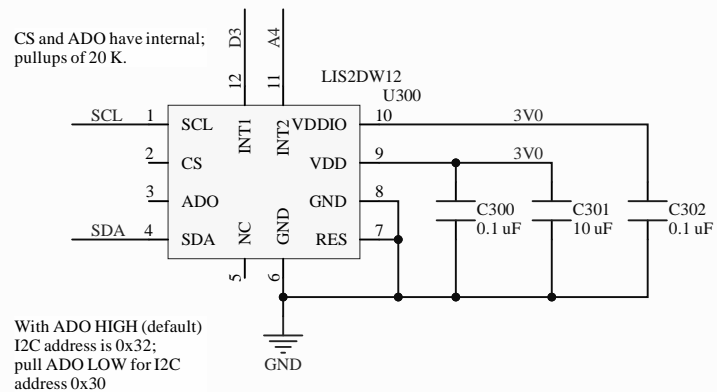 CS and ADO have internal;
pullups of 20 K.
D3
A4
12
11
LIS2DW12
U300
SCL
1
SCL
INT1
INT2
VDDIO
10
3V0
2
CS
VDD
9
3V0
3
ADO
GND
8
C300
0.1 uF
C301
10 uF
C302
0.1 uF
SDA
4
SDA
NC
GND
RES
7
5
6
GND
With ADO HIGH (default)
I2C address is 0x32;
pull ADO LOW for I2C
address 0x30